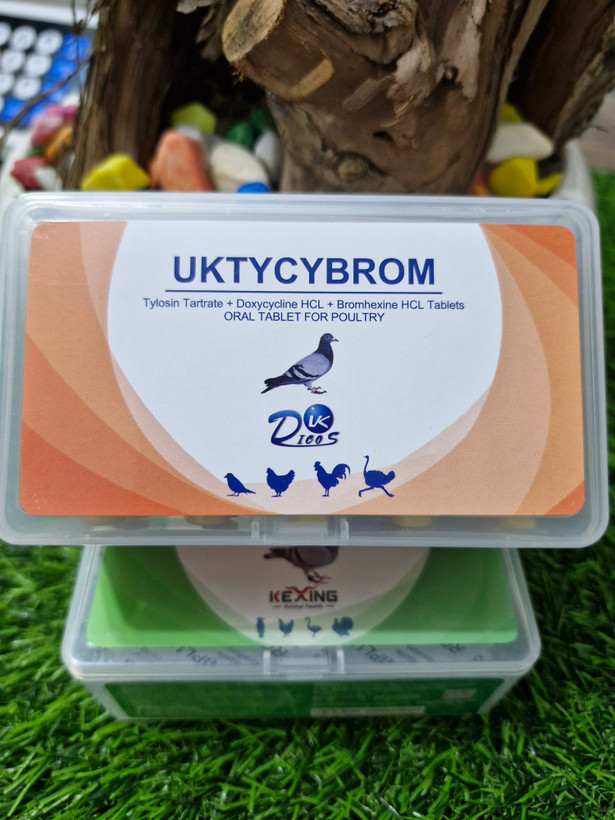 UKTYCYBROM
Tylosin Tartrate + Doxycycline HCL + Bromhexine HCL Tablets
ORAL TABLET FOR POULTRY
UK
Dicos
KEXING
Animal Health